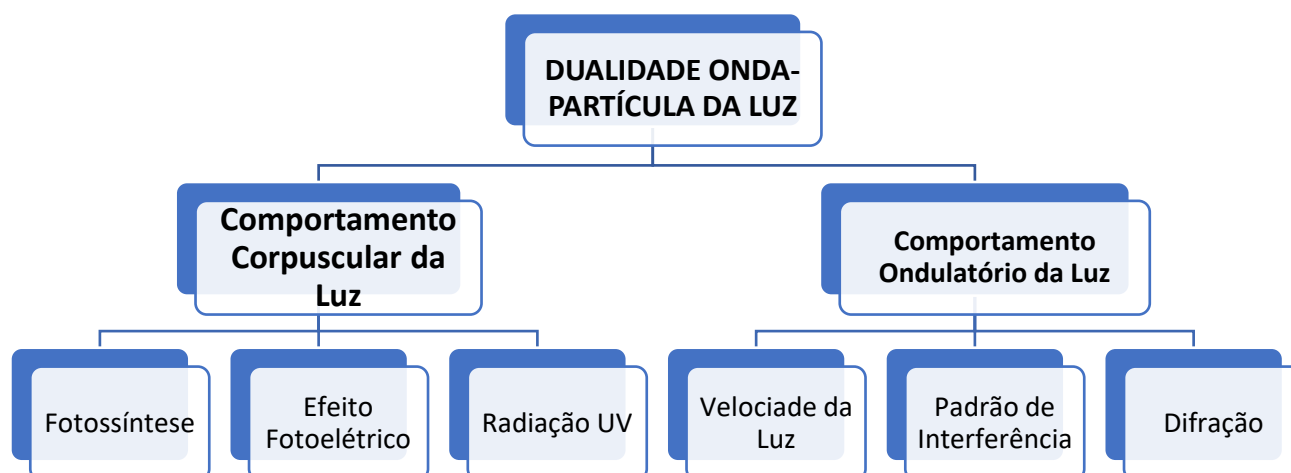 DUALIDADE ONDA-
PARTÍCULA DA LUZ
Comportamento
Corpuscular da
Luz
Comportamento
Ondulatório da Luz
Fotossíntese
Efeito
Fotoelétrico
Radiação UV
Velociade da
Luz
Padrão de
Interferência
Difração